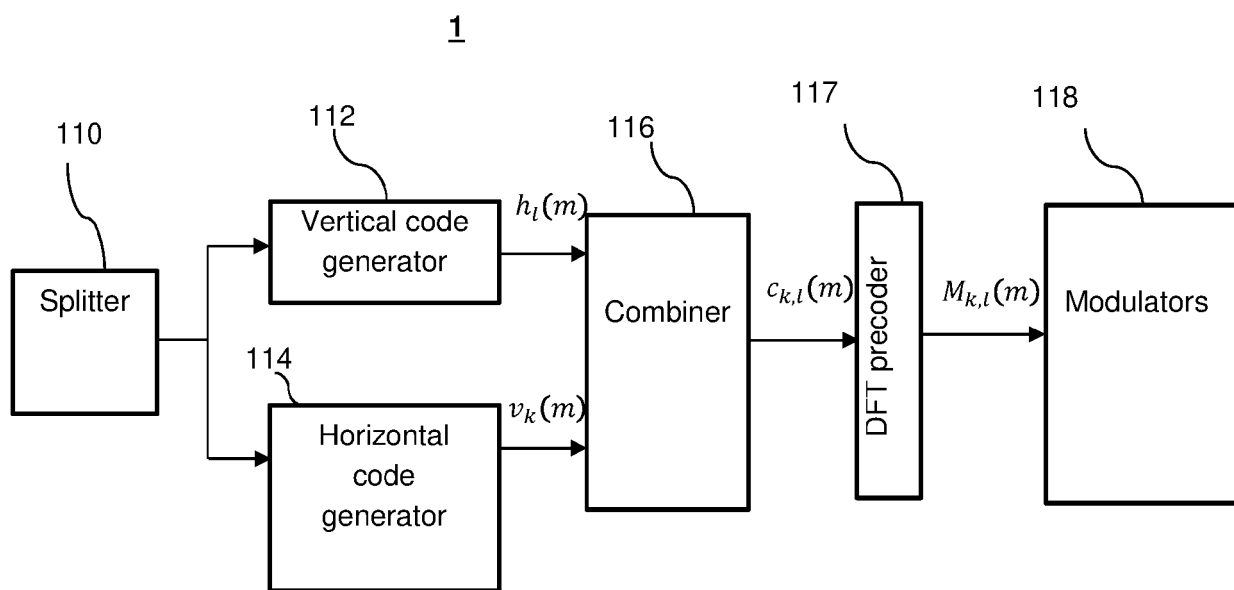 1
110
112
116
117
118
Splitter
Vertical code
generator
h_l(m)
114
Horizontal
code
generator
v_k(m)
Combiner
c_{k,l}(m)
DFT precoder
M_{k,l}(m)
Modulators